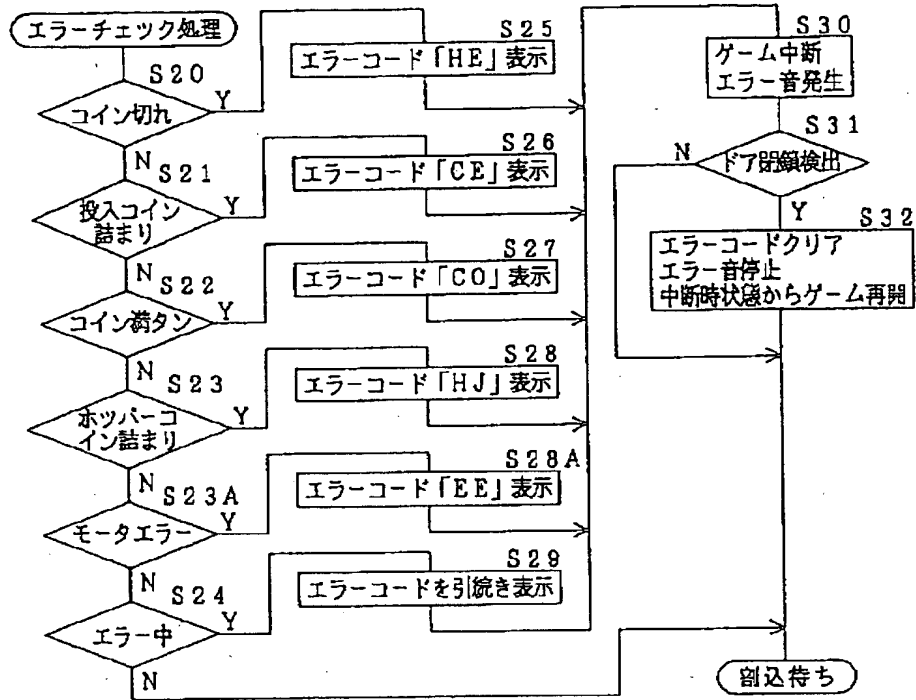 エラーチェック処理
S20
コイン切れ
Y
N
S21
投入コイン
詰まり
Y
N
S22
コイン満タン
Y
N
S23
ホッパーコ
イン詰まり
Y
N
S23A
モータエラー
Y
N
S24
エラー中
Y
N
S25
エラーコード「HE」表示
S26
エラーコード「CE」表示
S27
エラーコード「CO」表示
S28
エラーコード「HJ」表示
S28A
エラーコード「EE」表示
S29
エラーコードを引続き表示
S30
ゲーム中断
エラー音発生
S31
ドア閉鎖検出
N
Y
S32
エラーコードクリア
エラー音停止
中断時状態からゲーム再開
割込待ち